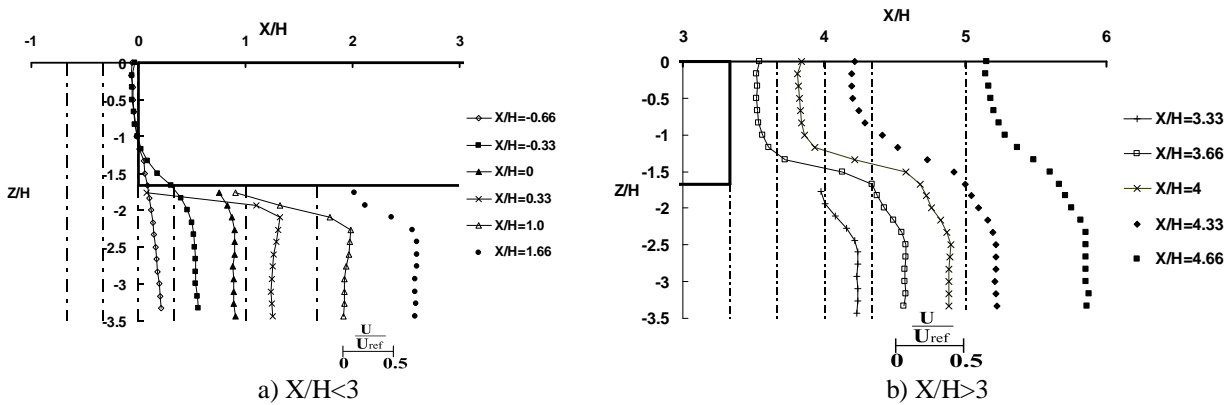 X/H
-1 0 1 2 3
0
-0.5
-1
-1.5
-2
-2.5
-3
-3.5
Z/H
X/H=-0.66
X/H=-0.33
X/H=0
X/H=0.33
X/H=1.0
X/H=1.66
U
Uref
0 0.5
a) X/H<3
X/H
3 4 5 6
0
-0.5
-1
-1.5
-2
-2.5
-3
-3.5
Z/H
X/H=3.33
X/H=3.66
X/H=4
X/H=4.33
X/H=4.66
U
Uref
0 0.5
b) X/H>3